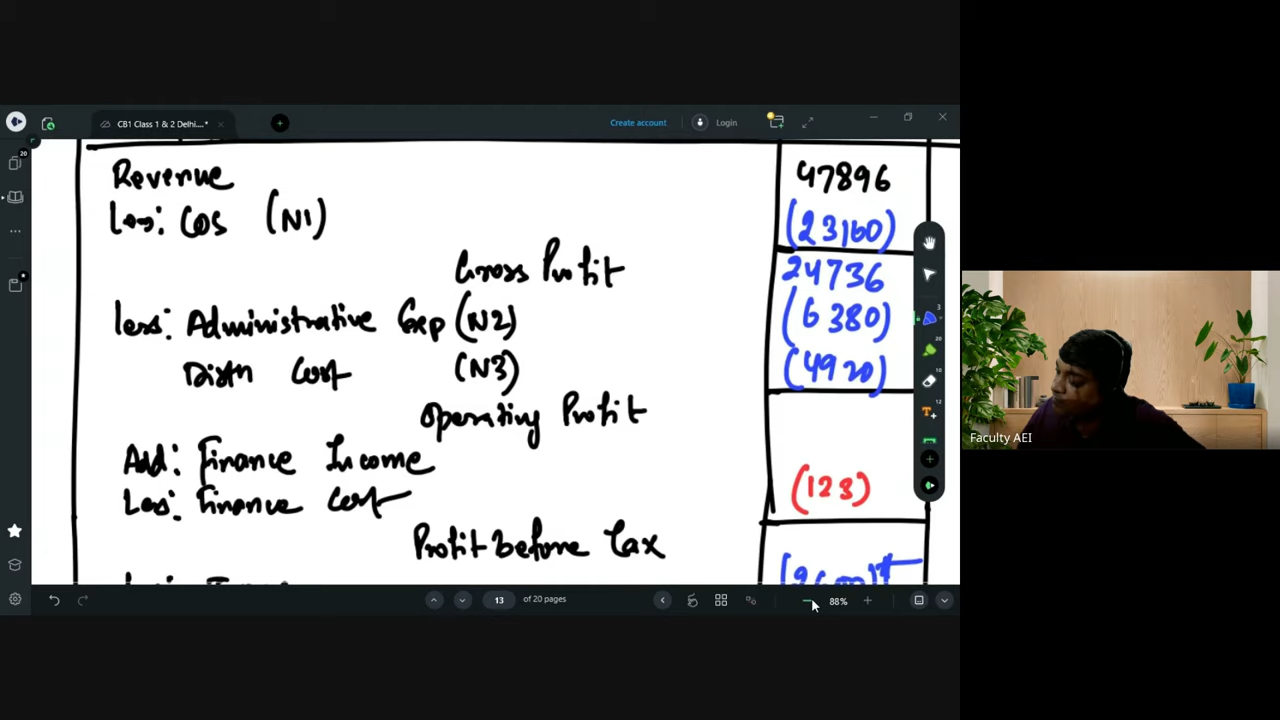 CB1 Class 1 & 2 Delhi....*
Create account
Login
Revenue 47896
Less: COS (N1) (23160)
Gross Profit 24736
Less: Administrative Exp (N2) (6380)
Distn Cost (N3) (4920)
Operating Profit
Add: Finance Income
Less: Finance Cost (123)
Profit before Tax
Faculty AEI
13 of 20 pages
88%